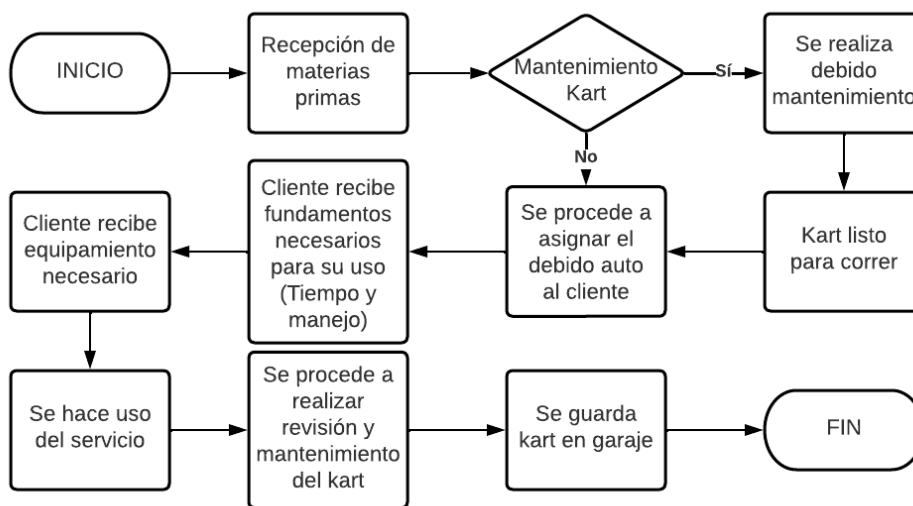 INICIO
Recepción de
materias
primas
Mantenimiento
Kart
Sí
Se realiza
debido
mantenimiento
No
Cliente recibe
equipamiento
necesario
Cliente recibe
fundamentos
necesarios
para su uso
(Tiempo y
manejo)
Se procede a
asignar el
debido auto
al cliente
Kart listo
para correr
Se hace uso
del servicio
Se procede a
realizar
revisión y
mantenimiento
del kart
Se guarda
kart en garaje
FIN